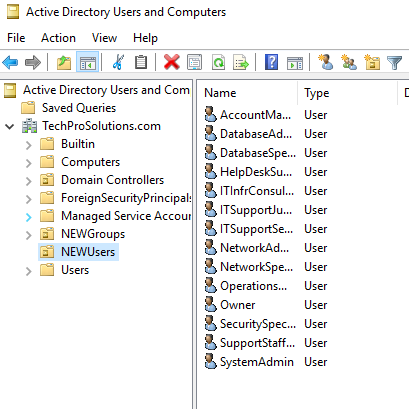 Active Directory Users and Computers
File Action View Help
Active Directory Users and Com
Saved Queries
TechProSolutions.com
Builtin
Computers
Domain Controllers
ForeignSecurityPrincipals
Managed Service Accour
NEWGroups
NEWUsers
Users
Name Type D
AccountMa... User
DatabaseAd... User
DatabaseSpe... User
HelpDeskSu... User
ITInfrConsul... User
ITSupportJu... User
ITSupportSe... User
NetworkAd... User
NetworkSpe... User
Operations... User
Owner User
SecuritySpec... User
SupportStaff... User
SystemAdmin User